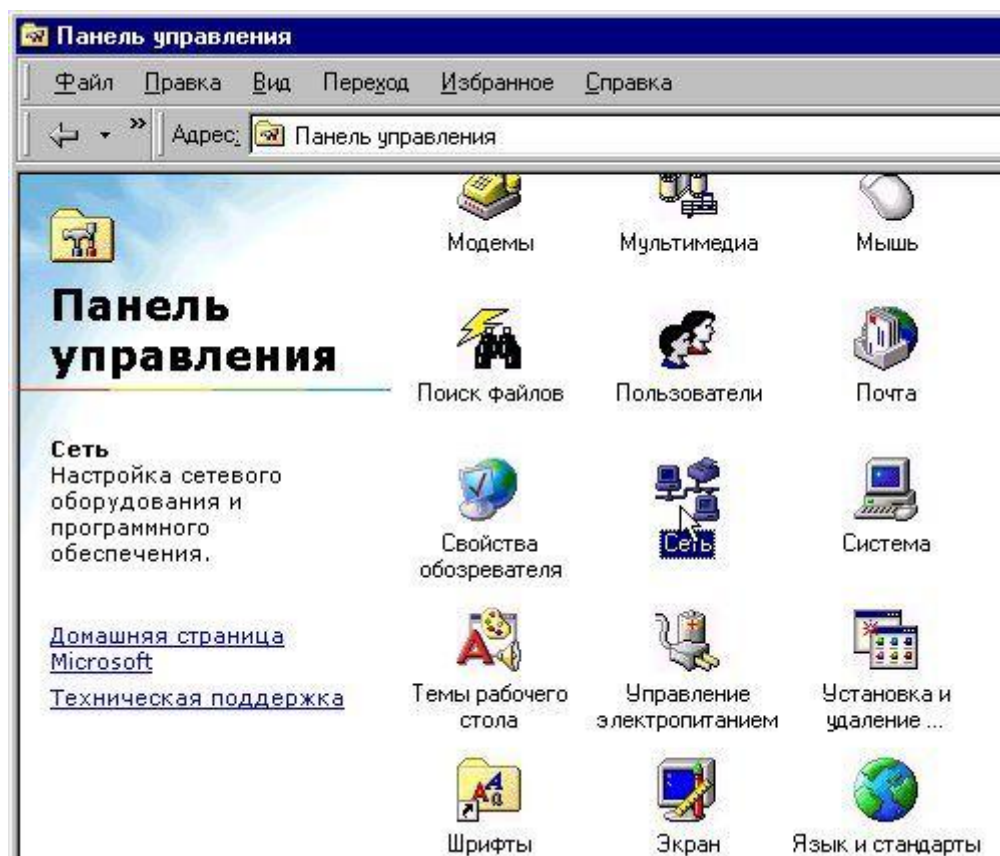 Панель управления
Файл Правка Вид Переход Избранное Справка
Адрес: Панель управления
Модемы Мультимедиа Мышь
Панель
управления
Поиск файлов Пользователи Почта
Сеть
Настройка сетевого
оборудования и
программного
обеспечения.
Свойства
обозревателя
Сеть
Система
Домашняя страница
Microsoft
Техническая поддержка
Темы рабочего
стола
Управление
электропитанием
Установка и
удаление ...
Шрифты Экран Язык и стандарты